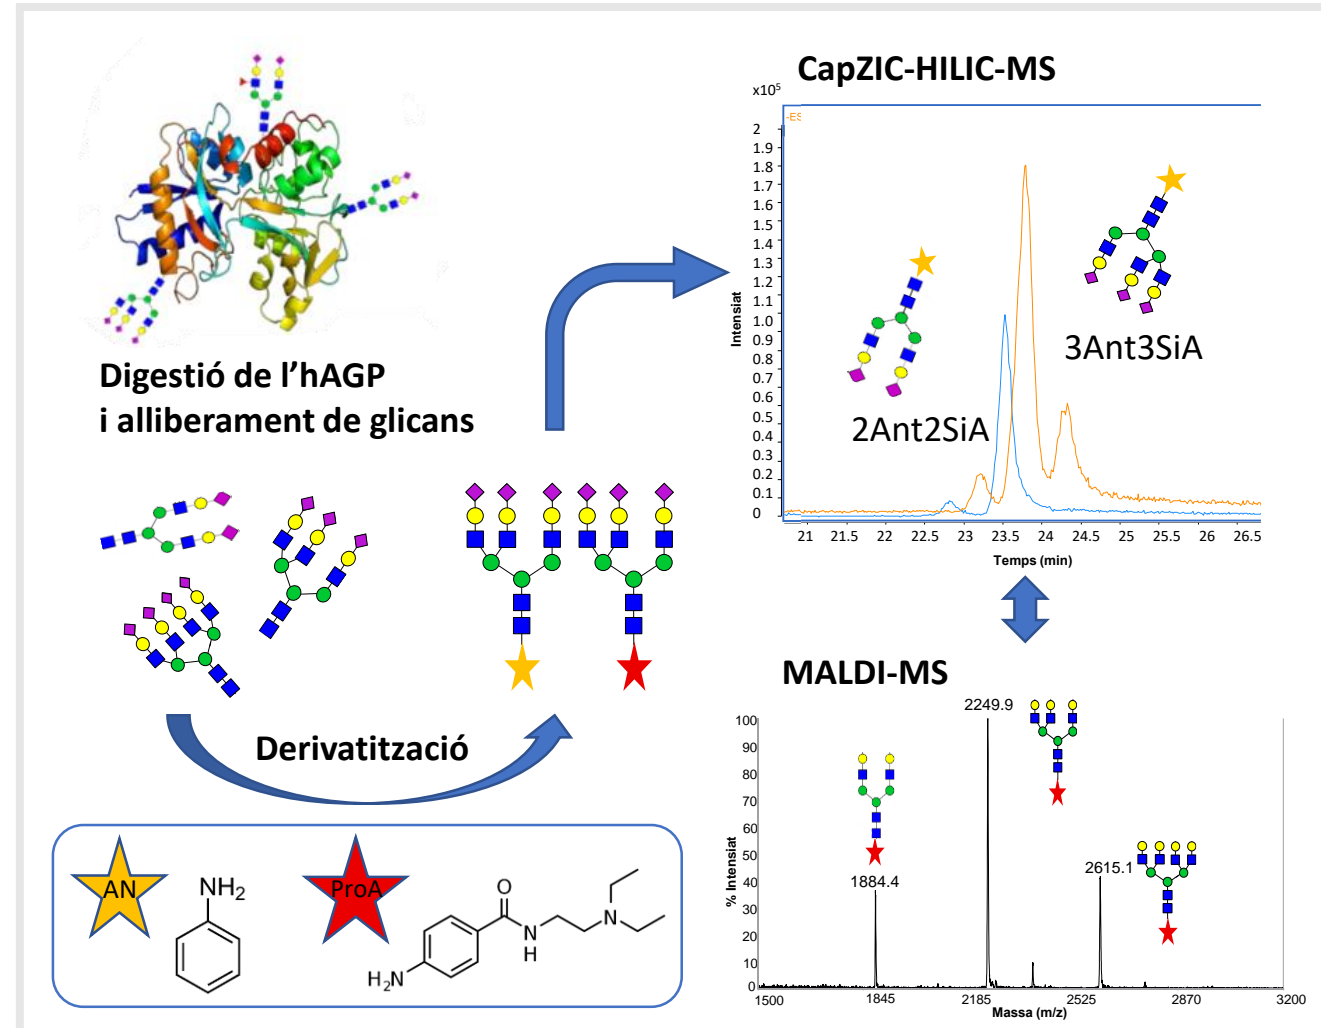 CapZIC-HILIC-MS
x10⁵
-ES
2
1.9
1.8
1.7
1.6
1.5
1.4
1.3
1.2
1.1
1.0
0.9
0.8
0.7
0.6
0.5
0.4
0.3
0.2
0.1
0
Intensiat
2Ant2SiA
3Ant3SiA
21 21.5 22 22.5 23 23.5 24 24.5 25 25.5 26 26.5
Temps (min)
Digestió de l’hAGP
i alliberament de glicans
Derivatització
AN
NH₂
ProA
O
N
H
N
H₂N
MALDI-MS
2249.9
1884.4
2615.1
100
90
80
70
60
50
40
30
20
10
0
% Intensiat
1500 1845 2185 2525 2870 3200
Massa (m/z)